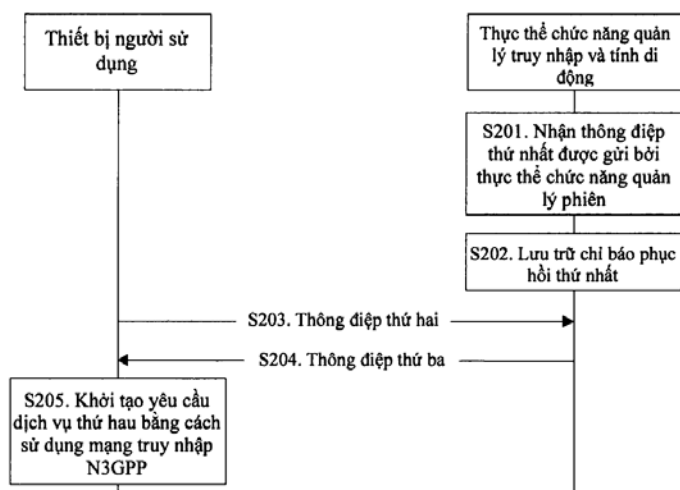 Thiết bị người sử
dụng
Thực thể chức năng quản
lý truy nhập và tính di
động
S201. Nhận thông điệp
thứ nhất được gửi bởi
thực thể chức năng quản
lý phiên
S202. Lưu trữ chỉ báo phục
hồi thứ nhất
S203. Thông điệp thứ hai
S204. Thông điệp thứ ba
S205. Khởi tạo yêu cầu
dịch vụ thứ hau bằng cách
sử dụng mạng truy nhập
N3GPP